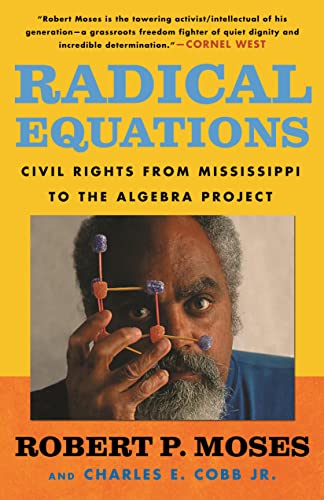 "Robert Moses is the towering activist/intellectual of his
generation—a grassroots freedom fighter of quiet dignity and
incredible determination."—CORNEL WEST
RADICAL
EQUATIONS
CIVIL RIGHTS FROM MISSISSIPPI
TO THE ALGEBRA PROJECT
ROBERT P. MOSES
AND CHARLES E. COBB JR.